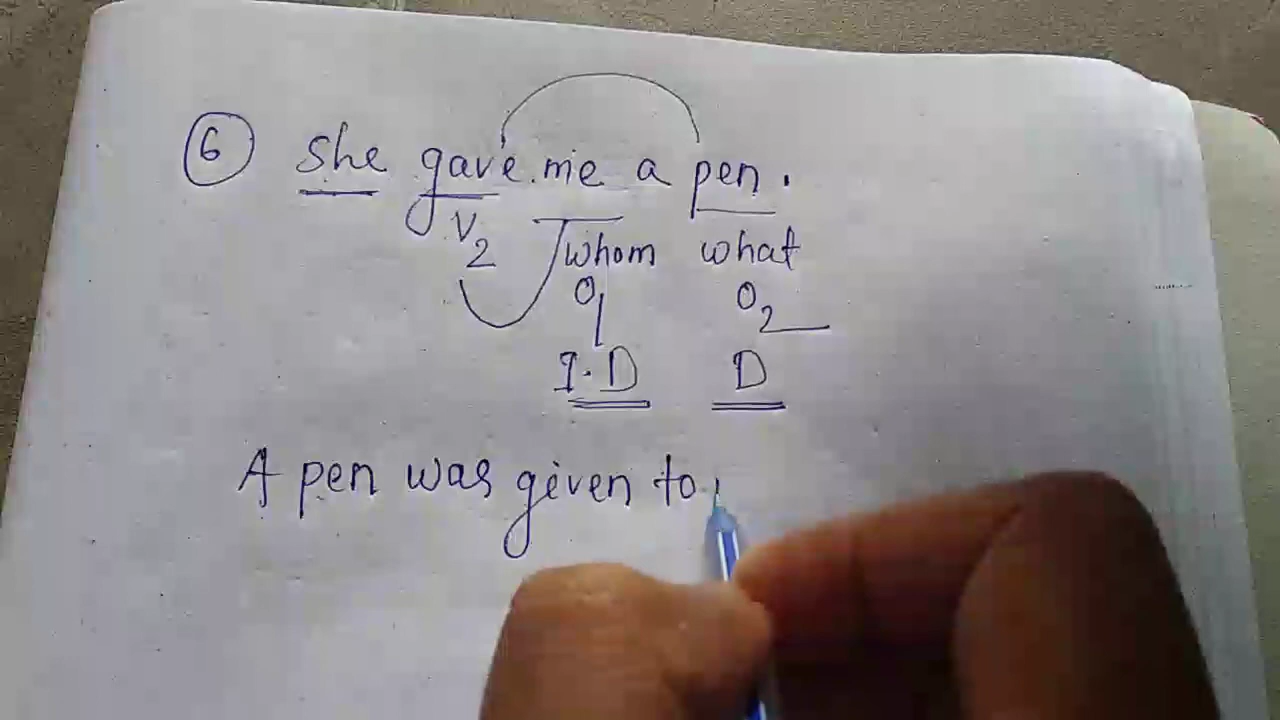 6 She gave me a pen.
V2 whom what
O1 O2
I.D D
A pen was given to